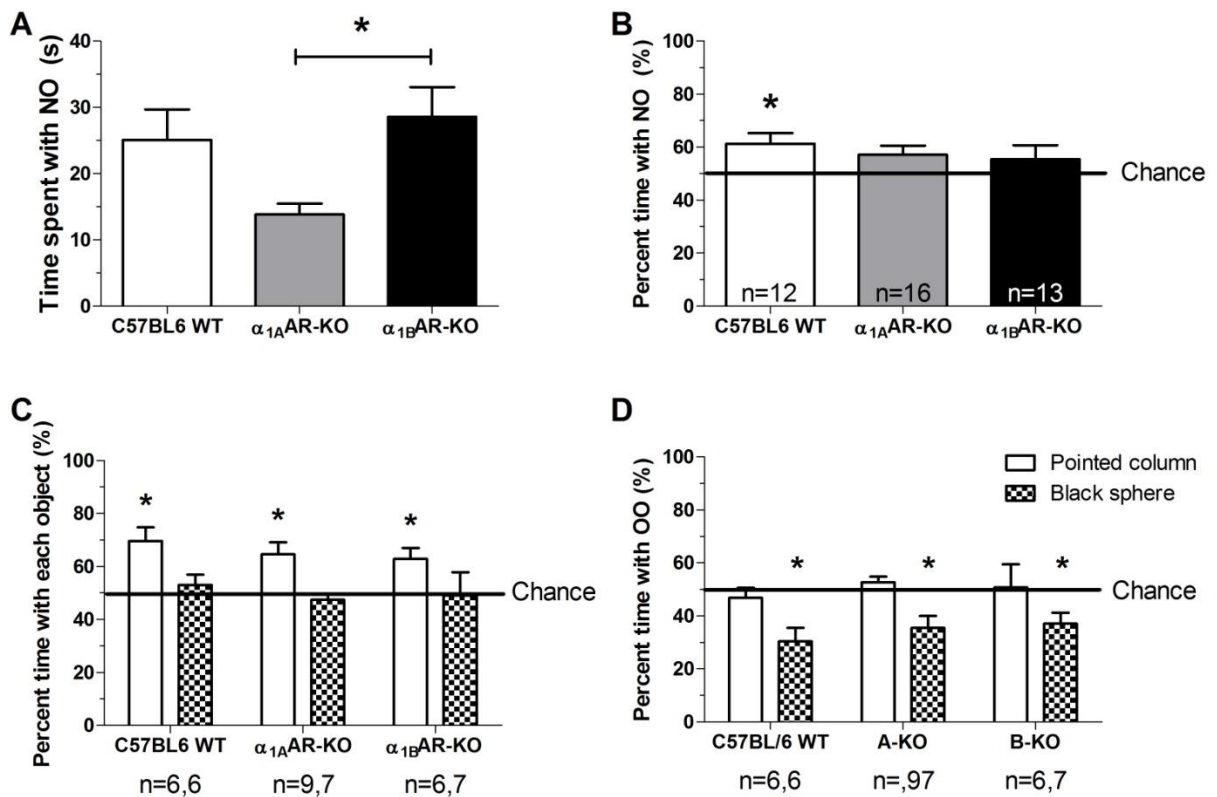 A
Time spent with NO (s)
40
30
20
10
0
*
C57BL6 WT
α1AAR-KO
α1BAR-KO
B
Percent time with NO (%)
100
80
60
40
20
0
*
Chance
n=12
n=16
n=13
C57BL6 WT
α1AAR-KO
α1BAR-KO
C
Percent time with each object (%)
100
80
60
40
20
0
*
*
*
Chance
C57BL6 WT
α1AAR-KO
α1BAR-KO
n=6,6
n=9,7
n=6,7
D
Percent time with OO (%)
100
80
60
40
20
0
Pointed column
Black sphere
*
*
*
Chance
C57BL/6 WT
A-KO
B-KO
n=6,6
n=,97
n=6,7